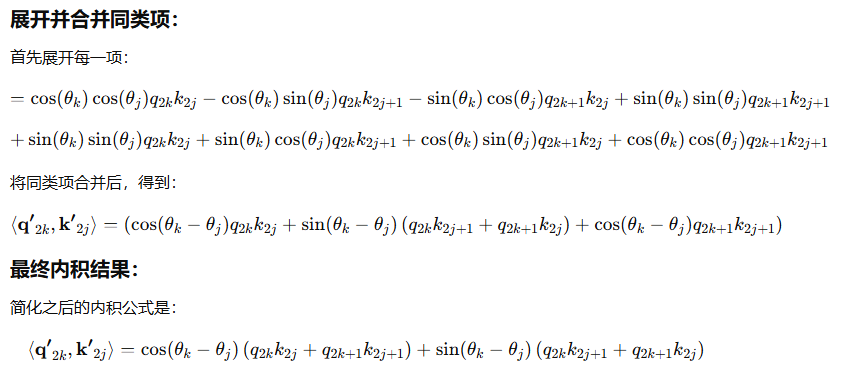 展开并合并同类项：
首先展开每一项：
= cos(θ_k) cos(θ_j)q_{2k}k_{2j} − cos(θ_k) sin(θ_j)q_{2k}k_{2j+1} − sin(θ_k) cos(θ_j)q_{2k+1}k_{2j} + sin(θ_k) sin(θ_j)q_{2k+1}k_{2j+1}
+ sin(θ_k) sin(θ_j)q_{2k}k_{2j} + sin(θ_k) cos(θ_j)q_{2k}k_{2j+1} + cos(θ_k) sin(θ_j)q_{2k+1}k_{2j} + cos(θ_k) cos(θ_j)q_{2k+1}k_{2j+1}
将同类项合并后，得到：
⟨q′_{2k}, k′_{2j}⟩ = (cos(θ_k − θ_j)q_{2k}k_{2j} + sin(θ_k − θ_j) (q_{2k}k_{2j+1} + q_{2k+1}k_{2j}) + cos(θ_k − θ_j)q_{2k+1}k_{2j+1})
最终内积结果：
简化之后的内积公式是：
⟨q′_{2k}, k′_{2j}⟩ = cos(θ_k − θ_j) (q_{2k}k_{2j} + q_{2k+1}k_{2j+1}) + sin(θ_k − θ_j) (q_{2k}k_{2j+1} + q_{2k+1}k_{2j})